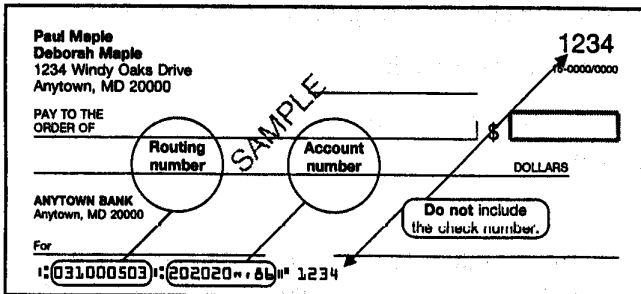 Paul Maple
Deborah Maple
1234 Windy Oaks Drive
Anytown, MD 20000
1234
15-0000/0000
PAY TO THE
ORDER OF
$
SAMPLE
Routing
number
Account
number
DOLLARS
ANYTOWN BANK
Anytown, MD 20000
Do not include
the check number.
For
⑆031000503⑆202020⑈86⑈ 1234